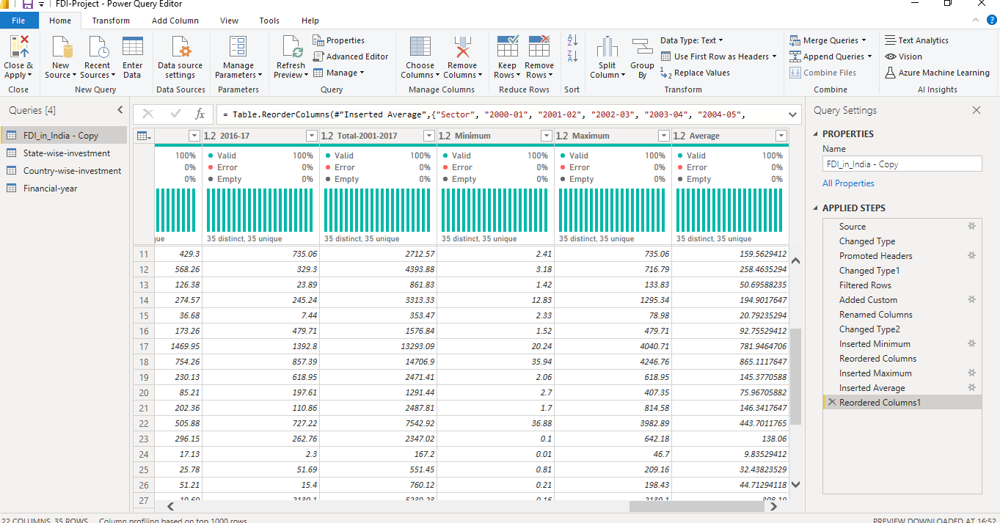 FDI-Project - Power Query Editor
File Home Transform Add Column View Tools Help
Close & Apply
New Source
Recent Sources
Enter Data
Data source settings
Manage Parameters
Refresh Preview
Properties
Advanced Editor
Manage
Choose Columns
Remove Columns
Keep Rows
Remove Rows
Split Column
Group By
Data Type: Text
Use First Row as Headers
Replace Values
Merge Queries
Append Queries
Combine Files
Text Analytics
Vision
Azure Machine Learning
Close New Query Data Sources Parameters Query Manage Columns Reduce Rows Sort Transform Combine AI Insights
Queries [4]
FDI_in_India - Copy
State-wise-investment
Country-wise-investment
Financial-year
fx = Table.ReorderColumns(#"Inserted Average",{"Sector", "2000-01", "2001-02", "2002-03", "2003-04", "2004-05",
1.2 2016-17 1.2 Total-2001-2017 1.2 Minimum 1.2 Maximum 1.2 Average
100% Valid 100% Valid 100% Valid 100% Valid 100% Valid 100%
0% Error 0% Error 0% Error 0% Error 0% Error 0%
0% Empty 0% Empty 0% Empty 0% Empty 0% Empty 0%
que 35 distinct, 35 unique 35 distinct, 35 unique 35 distinct, 35 unique 35 distinct, 35 unique 35 distinct, 35 unique
11 429.3 735.06 2712.57 2.41 735.06 159.5629412
12 568.26 329.3 4393.88 3.18 716.79 258.4635294
13 126.38 23.89 861.83 1.42 133.83 50.69588235
14 274.57 245.24 3313.33 12.83 1295.34 194.9017647
15 36.68 7.44 353.47 2.33 78.98 20.79235294
16 173.26 479.71 1576.84 1.52 479.71 92.75529412
17 1469.95 1392.8 13293.09 20.24 4040.71 781.9464706
18 754.26 857.39 14706.9 35.94 4246.76 865.1117647
19 230.13 618.95 2471.41 2.06 618.95 145.3770588
20 85.21 197.61 1291.44 2.7 407.35 75.96705882
21 202.36 110.86 2487.81 1.7 814.58 146.3417647
22 505.88 727.22 7542.92 36.88 3982.89 443.7011765
23 296.15 262.76 2347.02 0.1 642.18 138.06
24 17.13 2.3 167.2 0.01 46.7 9.83529412
25 25.78 51.69 551.45 0.81 209.16 32.43823529
26 51.21 15.4 760.12 0.21 198.43 44.71294118
27
Query Settings
PROPERTIES
Name
FDI_in_India - Copy
All Properties
APPLIED STEPS
Source
Changed Type
Promoted Headers
Changed Type1
Filtered Rows
Added Custom
Renamed Columns
Changed Type2
Inserted Minimum
Reordered Columns
Inserted Maximum
Inserted Average
Reordered Columns1
22 COLUMNS, 35 ROWS Column profiling based on top 1000 rows PREVIEW DOWNLOADED AT 16:52